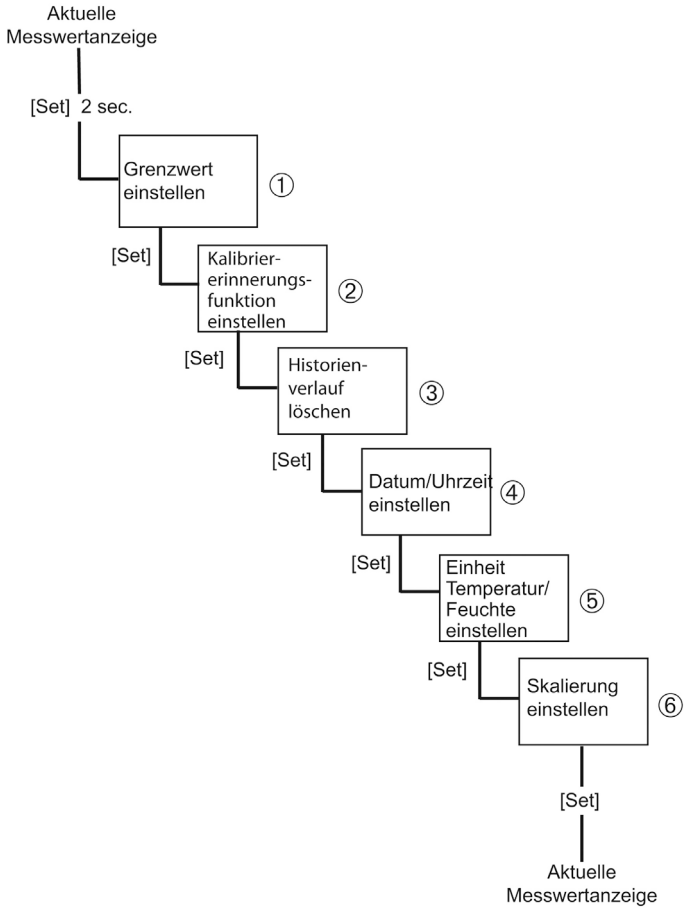 Aktuelle
Messwertanzeige
[Set] 2 sec.
Grenzwert
einstellen
①
[Set]
Kalibrier-
erinnerungs-
funktion
einstellen
②
[Set]
Historien-
verlauf
löschen
③
[Set]
Datum/Uhrzeit
einstellen
④
[Set]
Einheit
Temperatur/
Feuchte
einstellen
⑤
[Set]
Skalierung
einstellen
⑥
[Set]
Aktuelle
Messwertanzeige